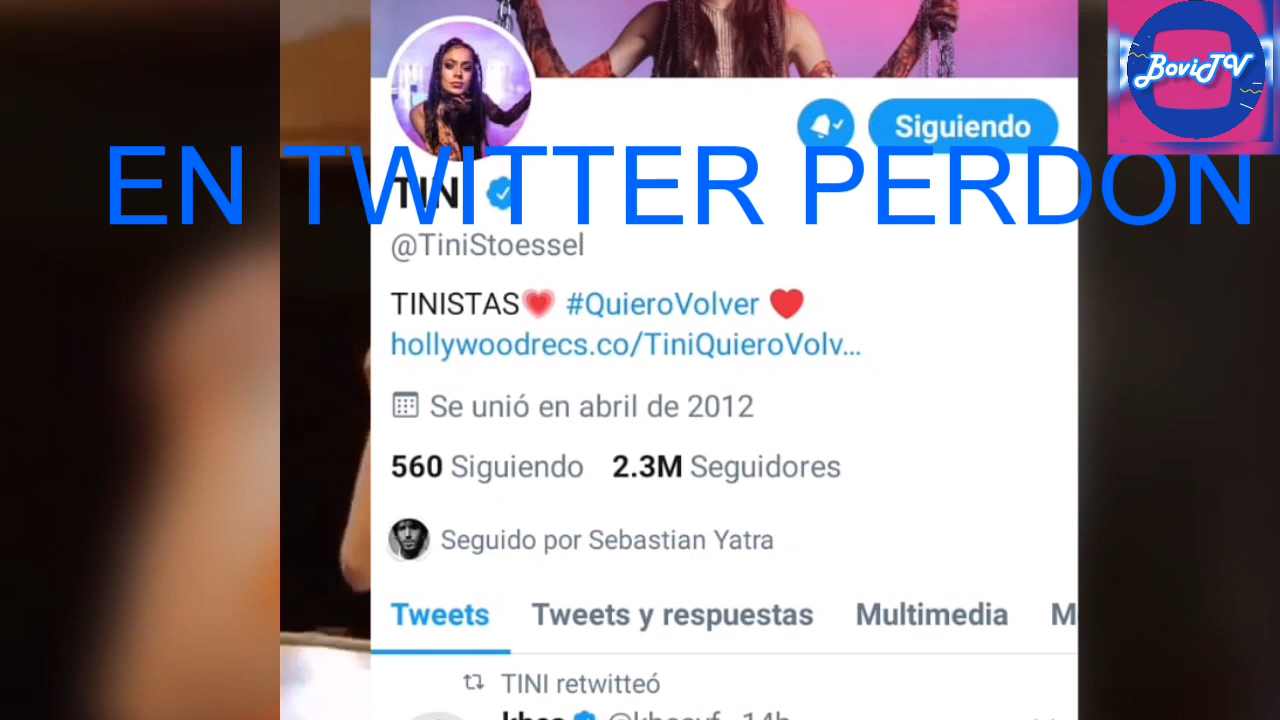 BoviTV
Siguiendo
EN TWITTER PERDON
TINI
@TiniStoessel
TINISTAS💗 #QuieroVolver ❤️
hollywoodrecs.co/TiniQuieroVolv...
Se unió en abril de 2012
560 Siguiendo 2.3M Seguidores
Seguido por Sebastian Yatra
Tweets Tweets y respuestas Multimedia M
TINI retwitteó